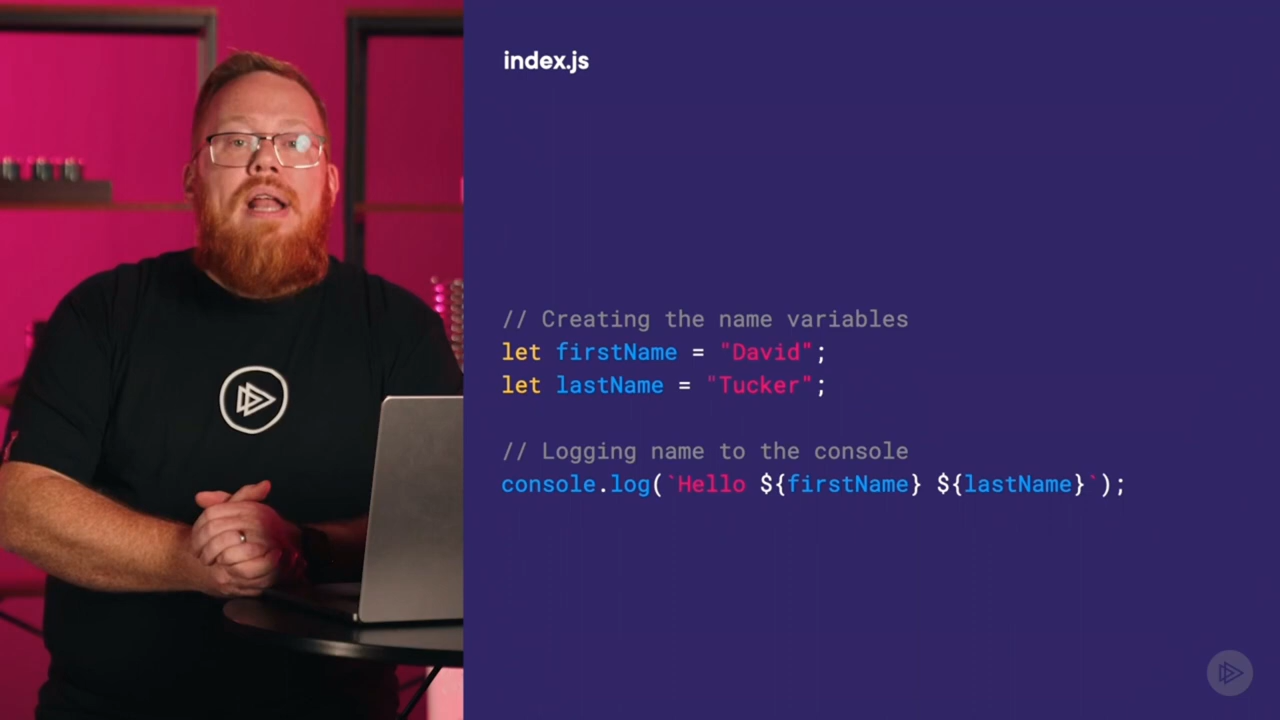 index.js
// Creating the name variables
let firstName = "David";
let lastName = "Tucker";
// Logging name to the console
console.log(`Hello ${firstName} ${lastName}`);